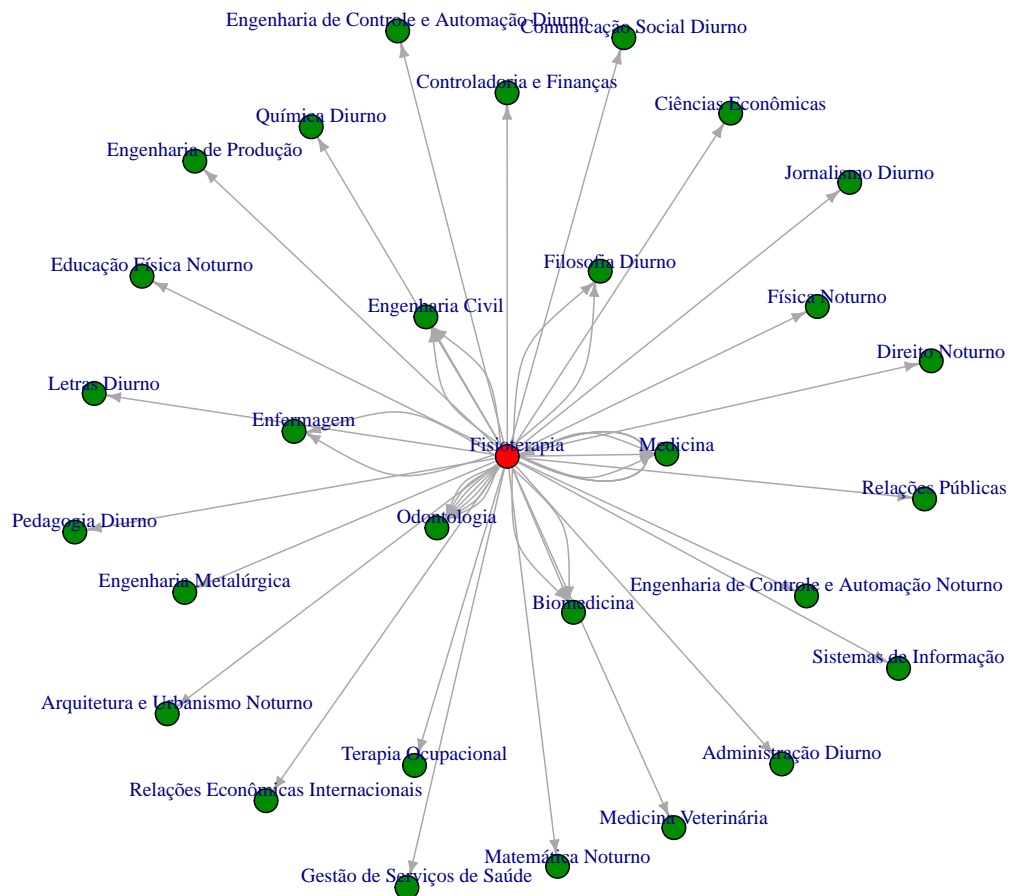 Engenharia de Controle e Automação Diurno
Comunicação Social Diurno
Controladoria e Finanças
Ciências Econômicas
Química Diurno
Engenharia de Produção
Jornalismo Diurno
Educação Física Noturno
Filosofia Diurno
Engenharia Civil
Física Noturno
Direito Noturno
Letras Diurno
Enfermagem
Fisioterapia
Medicina
Relações Públicas
Pedagogia Diurno
Odontologia
Engenharia Metalúrgica
Engenharia de Controle e Automação Noturno
Biomedicina
Sistemas de Informação
Arquitetura e Urbanismo Noturno
Terapia Ocupacional
Administração Diurno
Relações Econômicas Internacionais
Medicina Veterinária
Matemática Noturno
Gestão de Serviços de Saúde